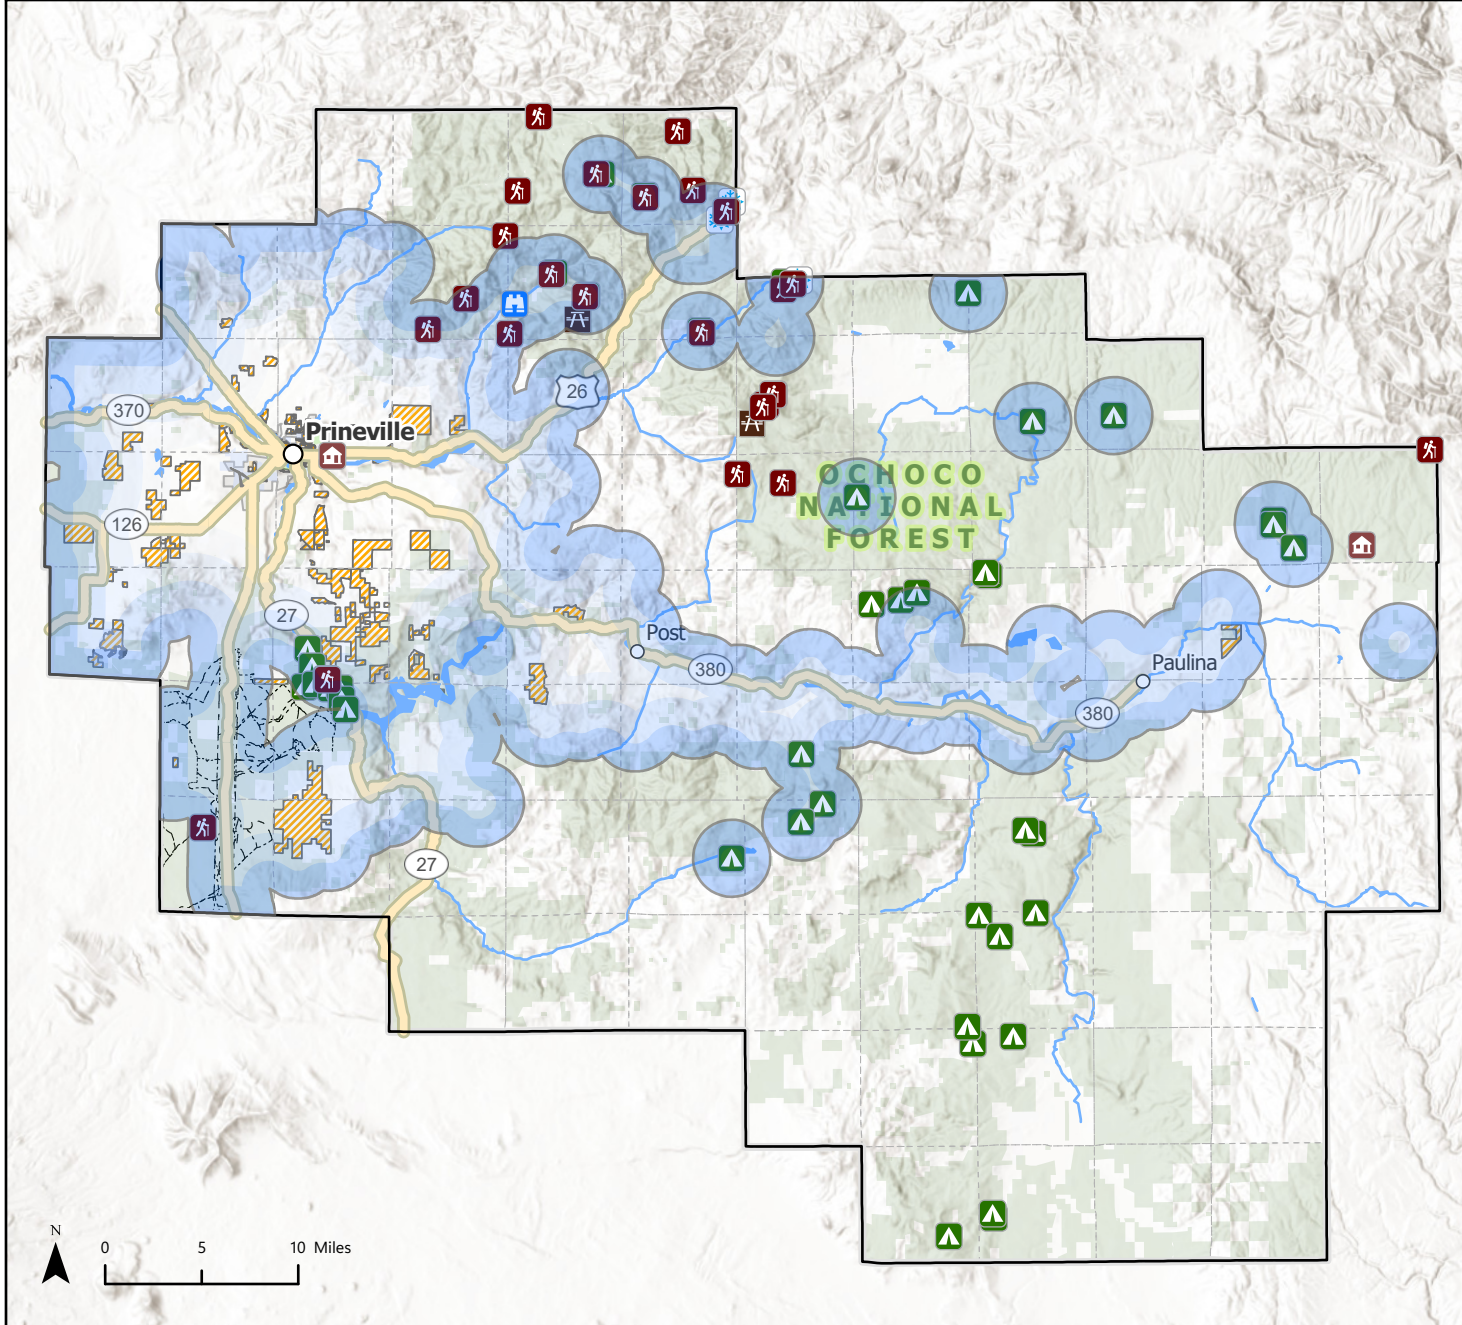 26
370
Prineville
OCHOCO
NATIONAL
FOREST
126
27
Post
380
Paulina
380
27
N
0 5 10 Miles